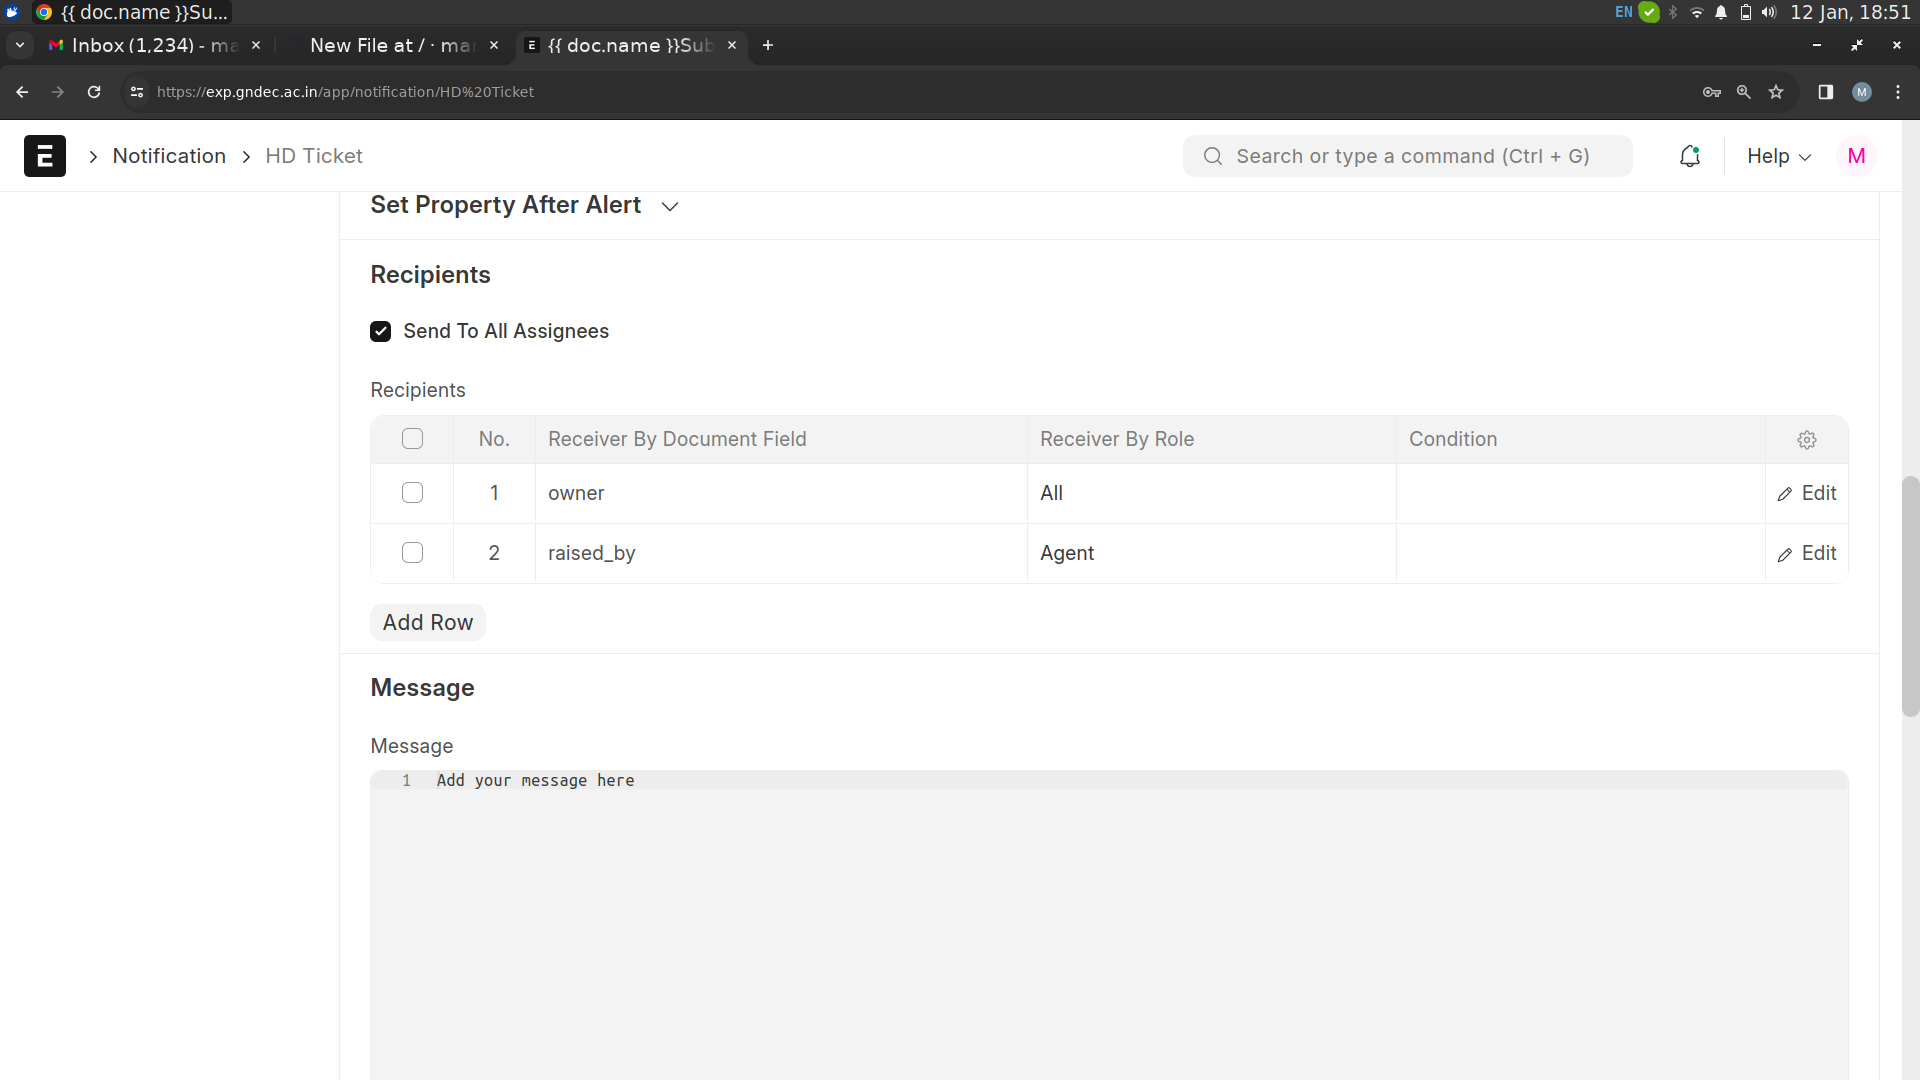 {{ doc.name }}Su...
EN
12 Jan, 18:51
Inbox (1,234) - ma
New File at / · mar
{{ doc.name }}Sub
https://exp.gndec.ac.in/app/notification/HD%20Ticket
M
Notification
HD Ticket
Search or type a command (Ctrl + G)
Help
M
Set Property After Alert
Recipients
Send To All Assignees
Recipients
No. Receiver By Document Field Receiver By Role Condition
1 owner All Edit
2 raised_by Agent Edit
Add Row
Message
Message
1 Add your message here